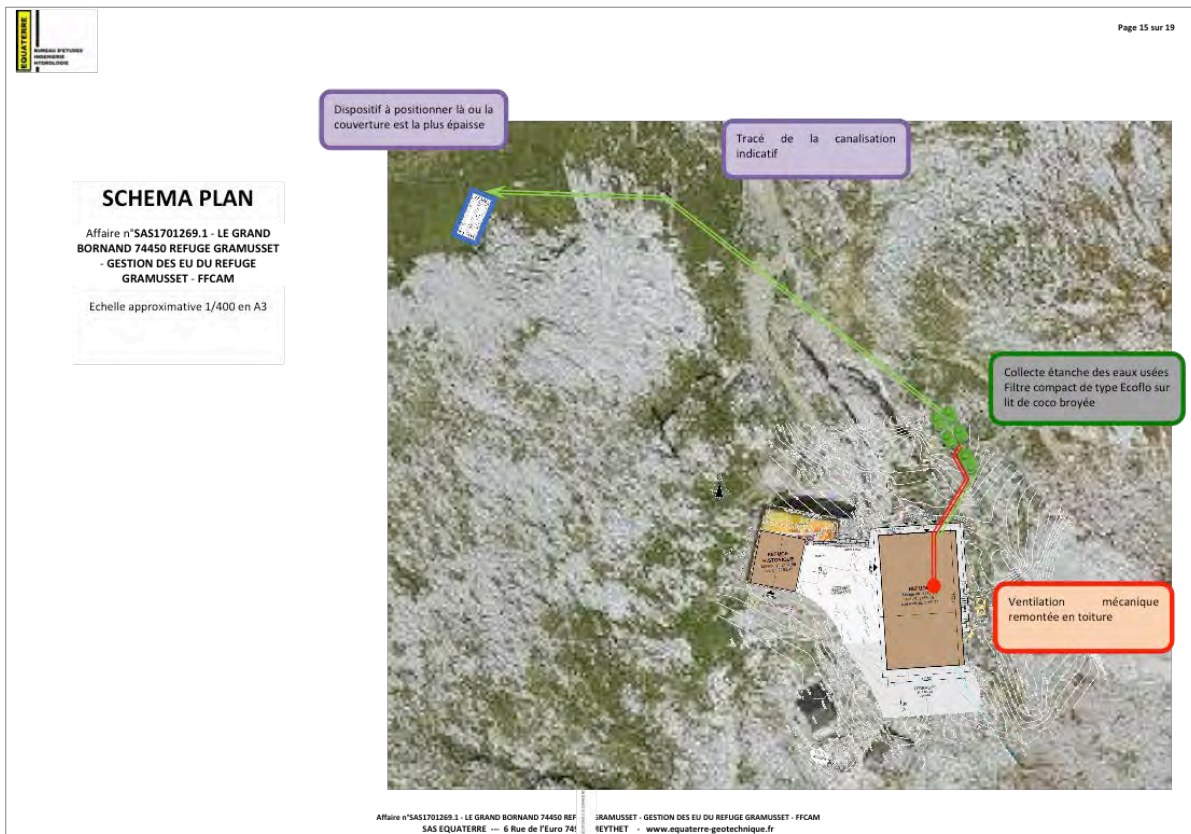 EQUATERRE
BUREAU D'ETUDES
INGENIERIE
HYDROLOGIE
Page 15 sur 19
Dispositif à positionner là ou la
couverture est la plus épaisse
Tracé de la canalisation
indicatif
SCHEMA PLAN
Affaire n°SAS1701269.1 - LE GRAND
BORNAND 74450 REFUGE GRAMUSSET
- GESTION DES EU DU REFUGE
GRAMUSSET - FFCAM
Echelle approximative 1/400 en A3
Collecte étanche des eaux usées
Filtre compact de type Ecoflo sur
lit de coco broyée
REFUGE
HISTORIQUE
Ventilation mécanique
remontée en toiture
Affaire n°SAS1701269.1 - LE GRAND BORNAND 74450 REF GRAMUSSET - GESTION DES EU DU REFUGE GRAMUSSET - FFCAM
SAS EQUATERRE --- 6 Rue de l'Euro 74 MEYTHET - www.equaterre-geotechnique.fr